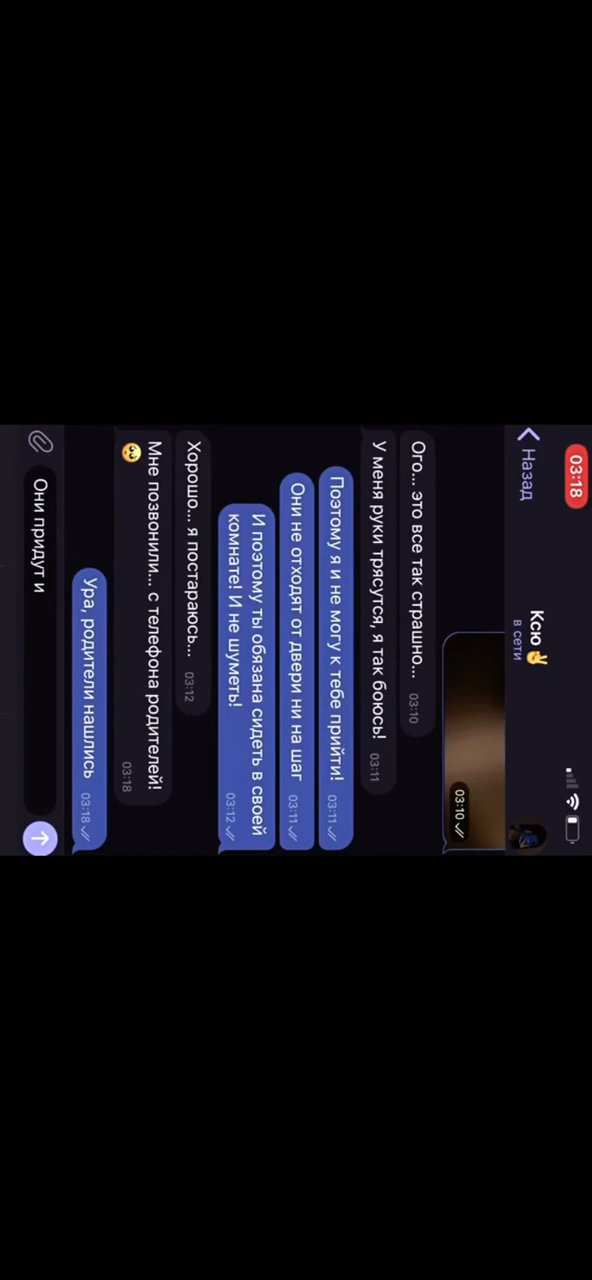 03:18
Назад
Ксю✌️
в сети
03:10
Ого... это все так страшно... 03:10
У меня руки трясутся, я так боюсь! 03:11
Поэтому я и не могу к тебе прийти! 03:11
Они не отходят от двери ни на шаг 03:11
И поэтому ты обязана сидеть в своей
комнате! И не шуметь! 03:12
Хорошо... я постараюсь... 03:12
Мне позвонили... с телефона родителей!
🥺 03:18
Ура, родители нашлись 03:18
Они придут и